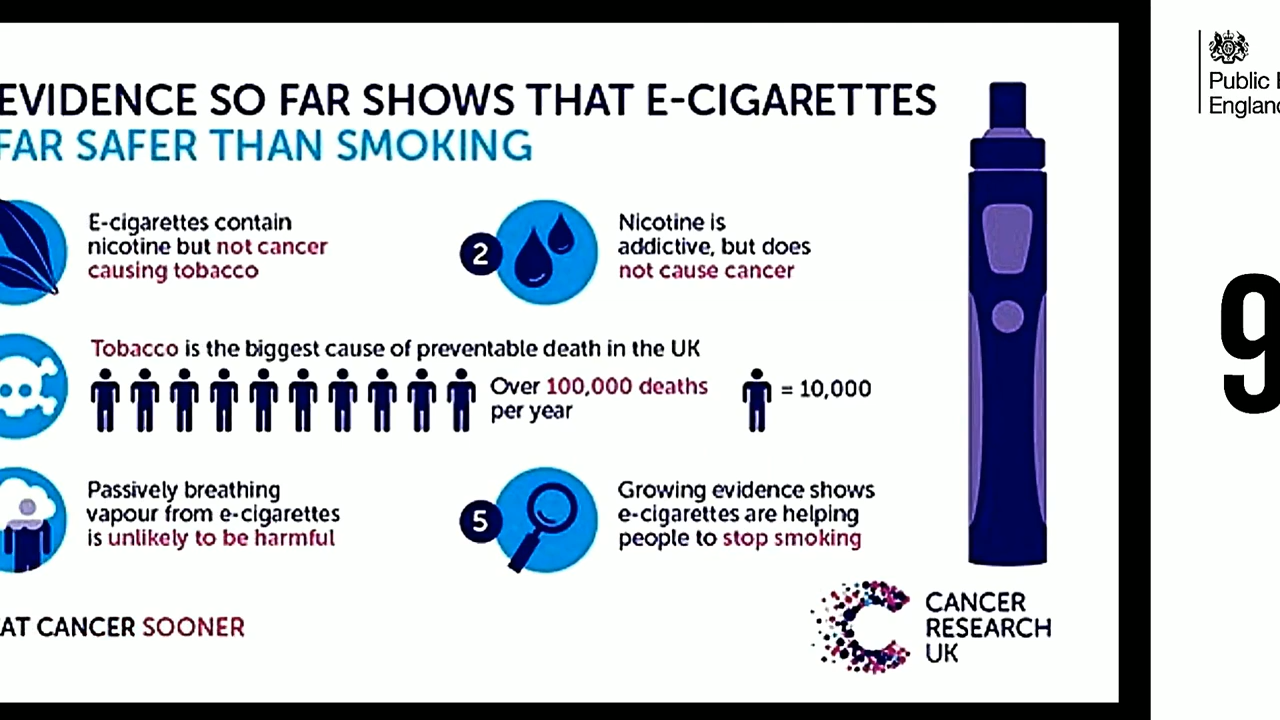 EVIDENCE SO FAR SHOWS THAT E-CIGARETTES
FAR SAFER THAN SMOKING
E-cigarettes contain
nicotine but not cancer
causing tobacco
2
Nicotine is
addictive, but does
not cause cancer
Tobacco is the biggest cause of preventable death in the UK
Over 100,000 deaths
per year
= 10,000
Passively breathing
vapour from e-cigarettes
is unlikely to be harmful
5
Growing evidence shows
e-cigarettes are helping
people to stop smoking
AT CANCER SOONER
CANCER
RESEARCH
UK
Public
England
9